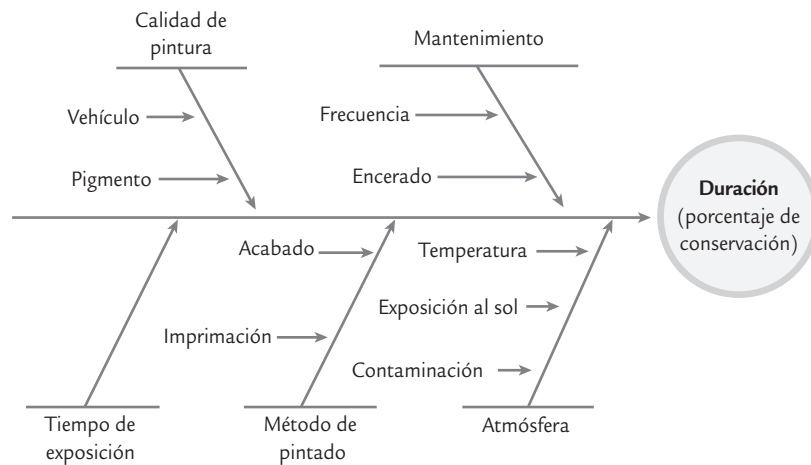 Calidad de
pintura
Mantenimiento
Vehículo
Frecuencia
Pigmento
Encerado
Duración
(porcentaje de
conservación)
Acabado
Temperatura
Exposición al sol
Imprimación
Contaminación
Tiempo de
exposición
Método de
pintado
Atmósfera